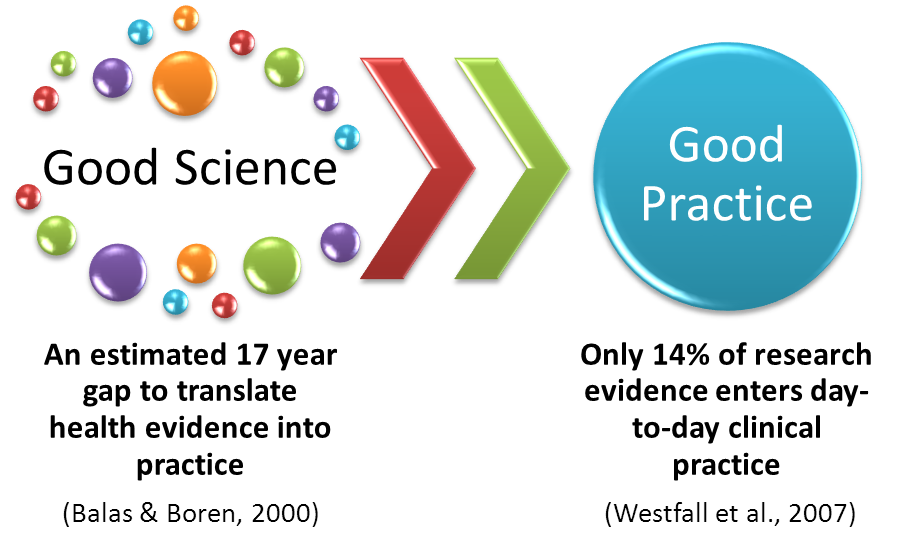 Good Science
Good
Practice
An estimated 17 year
gap to translate
health evidence into
practice
(Balas & Boren, 2000)
Only 14% of research
evidence enters day-
to-day clinical
practice
(Westfall et al., 2007)